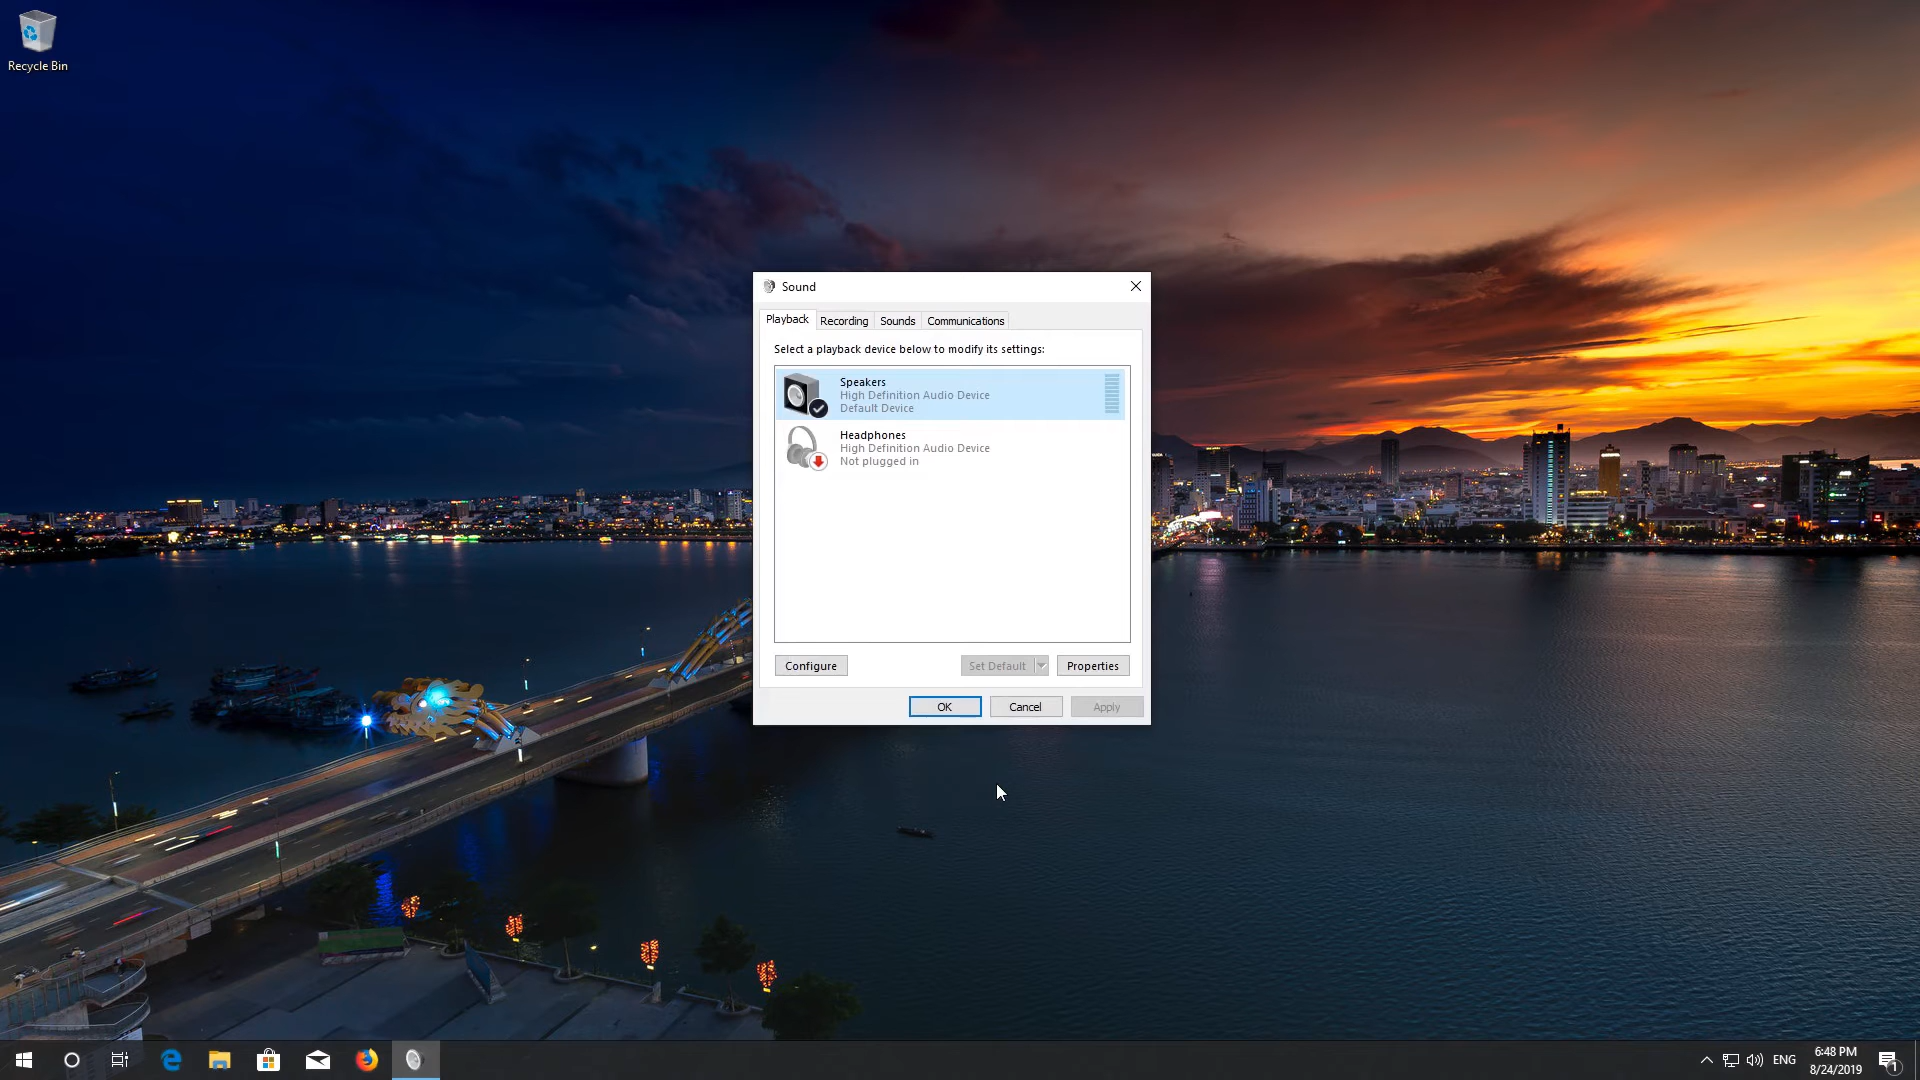 Recycle Bin
Sound
Playback
Recording
Sounds
Communications
Select a playback device below to modify its settings:
Speakers
High Definition Audio Device
Default Device
Headphones
High Definition Audio Device
Not plugged in
Configure
Set Default
Properties
OK
Cancel
Apply
ENG
6:48 PM
8/24/2019
1